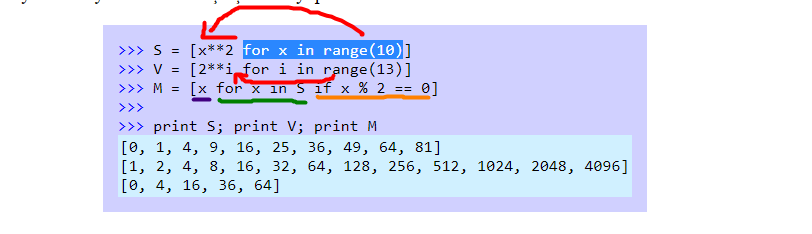 >>> S = [x**2 for x in range(10)]
>>> V = [2**i for i in range(13)]
>>> M = [x for x in S if x % 2 == 0]
>>>
>>> print S; print V; print M
[0, 1, 4, 9, 16, 25, 36, 49, 64, 81]
[1, 2, 4, 8, 16, 32, 64, 128, 256, 512, 1024, 2048, 4096]
[0, 4, 16, 36, 64]